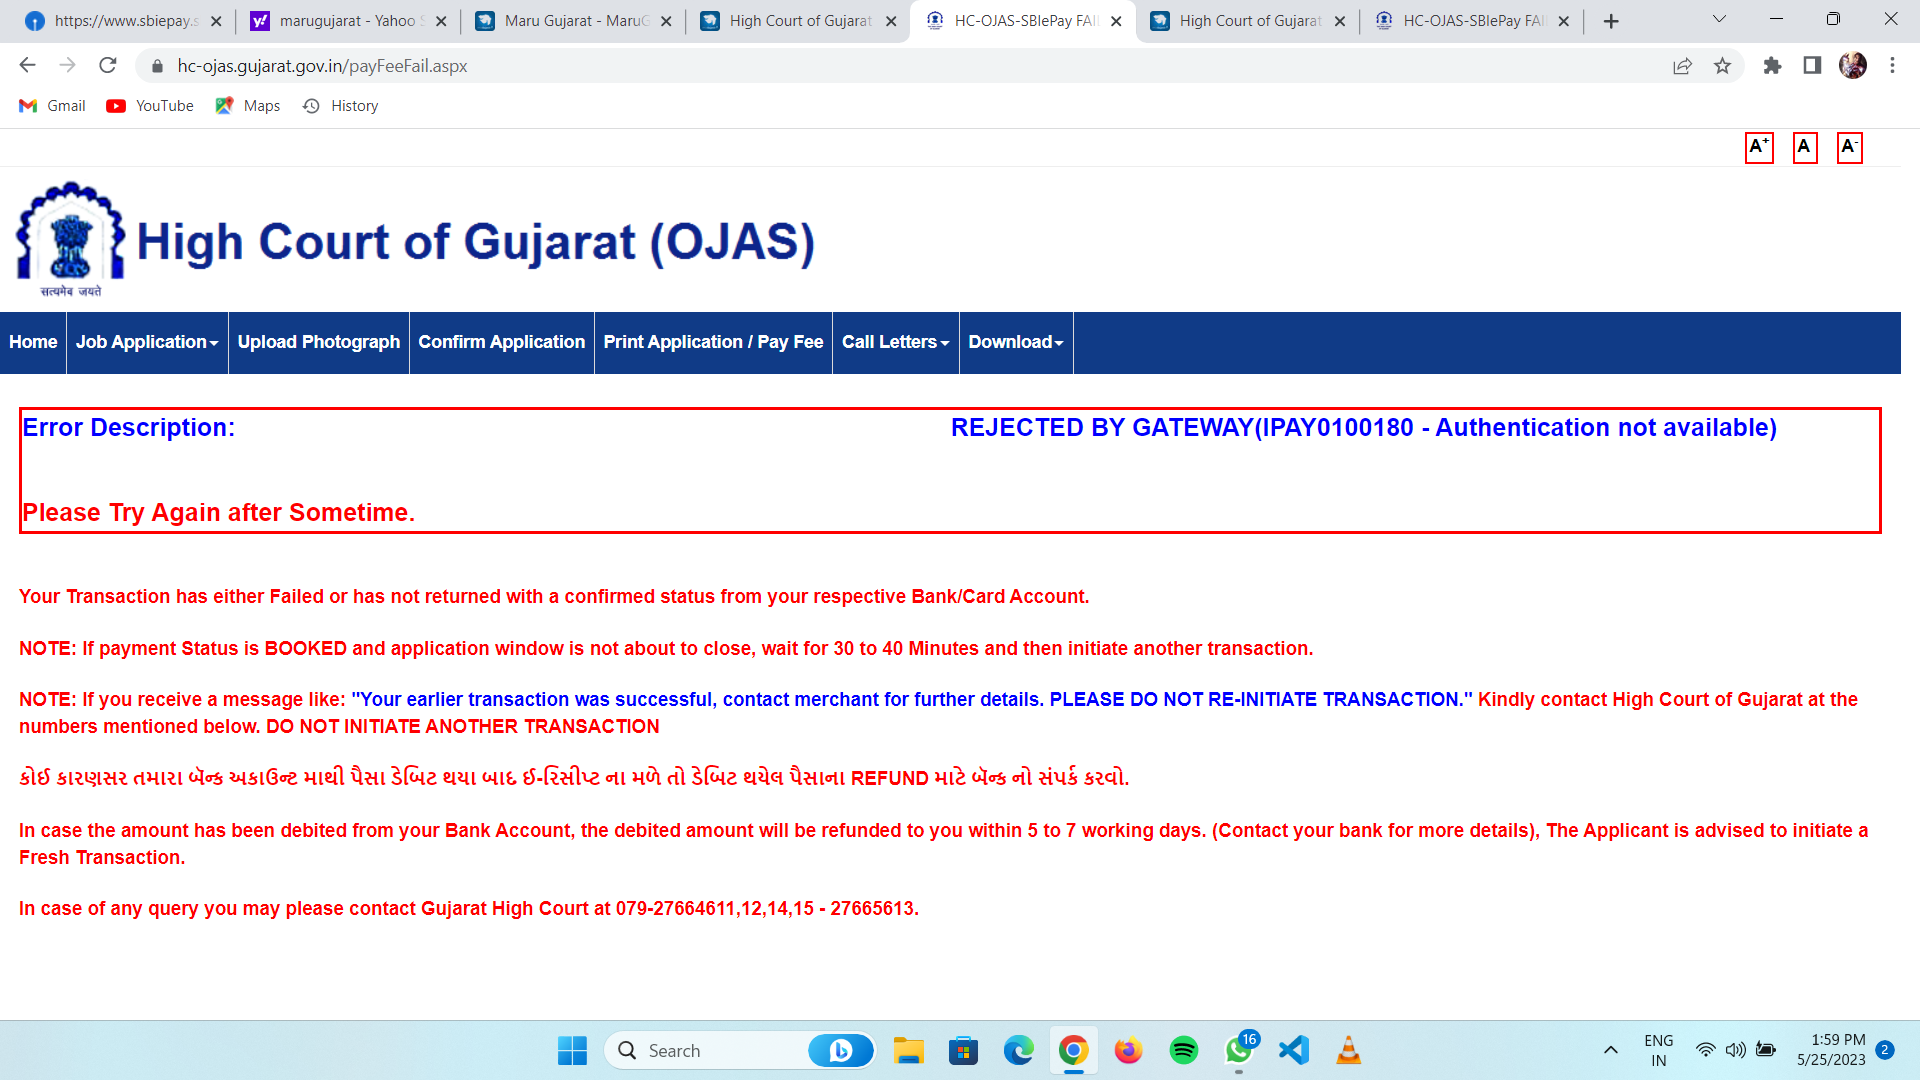 https://www.sbiepay.s
marugujarat - Yahoo S
Maru Gujarat - MaruG
High Court of Gujarat
HC-OJAS-SBIePay FAI
High Court of Gujarat
HC-OJAS-SBIePay FAI
hc-ojas.gujarat.gov.in/payFeeFail.aspx
Gmail YouTube Maps History
A+ A A-
High Court of Gujarat (OJAS)
सत्यमेव जयते
Home Job Application Upload Photograph Confirm Application Print Application / Pay Fee Call Letters Download
Error Description: REJECTED BY GATEWAY(IPAY0100180 - Authentication not available)
Please Try Again after Sometime.
Your Transaction has either Failed or has not returned with a confirmed status from your respective Bank/Card Account.
NOTE: If payment Status is BOOKED and application window is not about to close, wait for 30 to 40 Minutes and then initiate another transaction.
NOTE: If you receive a message like: "Your earlier transaction was successful, contact merchant for further details. PLEASE DO NOT RE-INITIATE TRANSACTION." Kindly contact High Court of Gujarat at the
numbers mentioned below. DO NOT INITIATE ANOTHER TRANSACTION
કોઈ કારણસર તમારા બૅન્ક અકાઉન્ટ માથી પૈસા ડેબિટ થયા બાદ ઈ-રિસીપ્ટ ના મળે તો ડેબિટ થયેલ પૈસાના REFUND માટે બૅન્ક નો સંપર્ક કરવો.
In case the amount has been debited from your Bank Account, the debited amount will be refunded to you within 5 to 7 working days. (Contact your bank for more details), The Applicant is advised to initiate a
Fresh Transaction.
In case of any query you may please contact Gujarat High Court at 079-27664611,12,14,15 - 27665613.
Search
16
ENG
IN
1:59 PM
5/25/2023
2